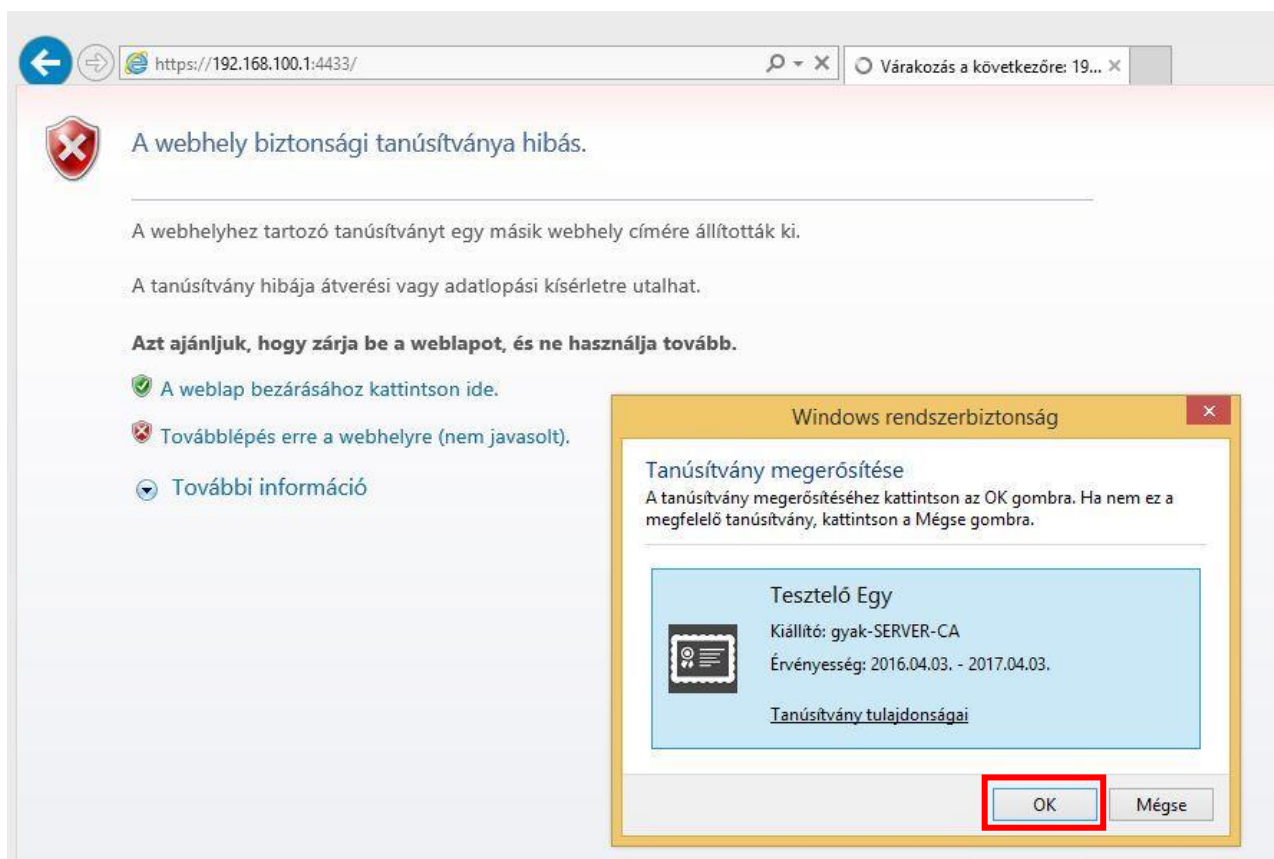 https://192.168.100.1:4433/
Várakozás a következőre: 19...
A webhely biztonsági tanúsítványa hibás.
A webhelyhez tartozó tanúsítványt egy másik webhely címére állították ki.
A tanúsítvány hibája átverési vagy adatlopási kísérletre utalhat.
Azt ajánljuk, hogy zárja be a weblapot, és ne használja tovább.
A weblap bezárásához kattintson ide.
Továbblépés erre a webhelyre (nem javasolt).
További információ
Windows rendszerbiztonság
Tanúsítvány megerősítése
A tanúsítvány megerősítéséhez kattintson az OK gombra. Ha nem ez a
megfelelő tanúsítvány, kattintson a Mégse gombra.
Tesztelő Egy
Kiállító: gyak-SERVER-CA
Érvényesség: 2016.04.03. - 2017.04.03.
Tanúsítvány tulajdonságai
OK Mégse